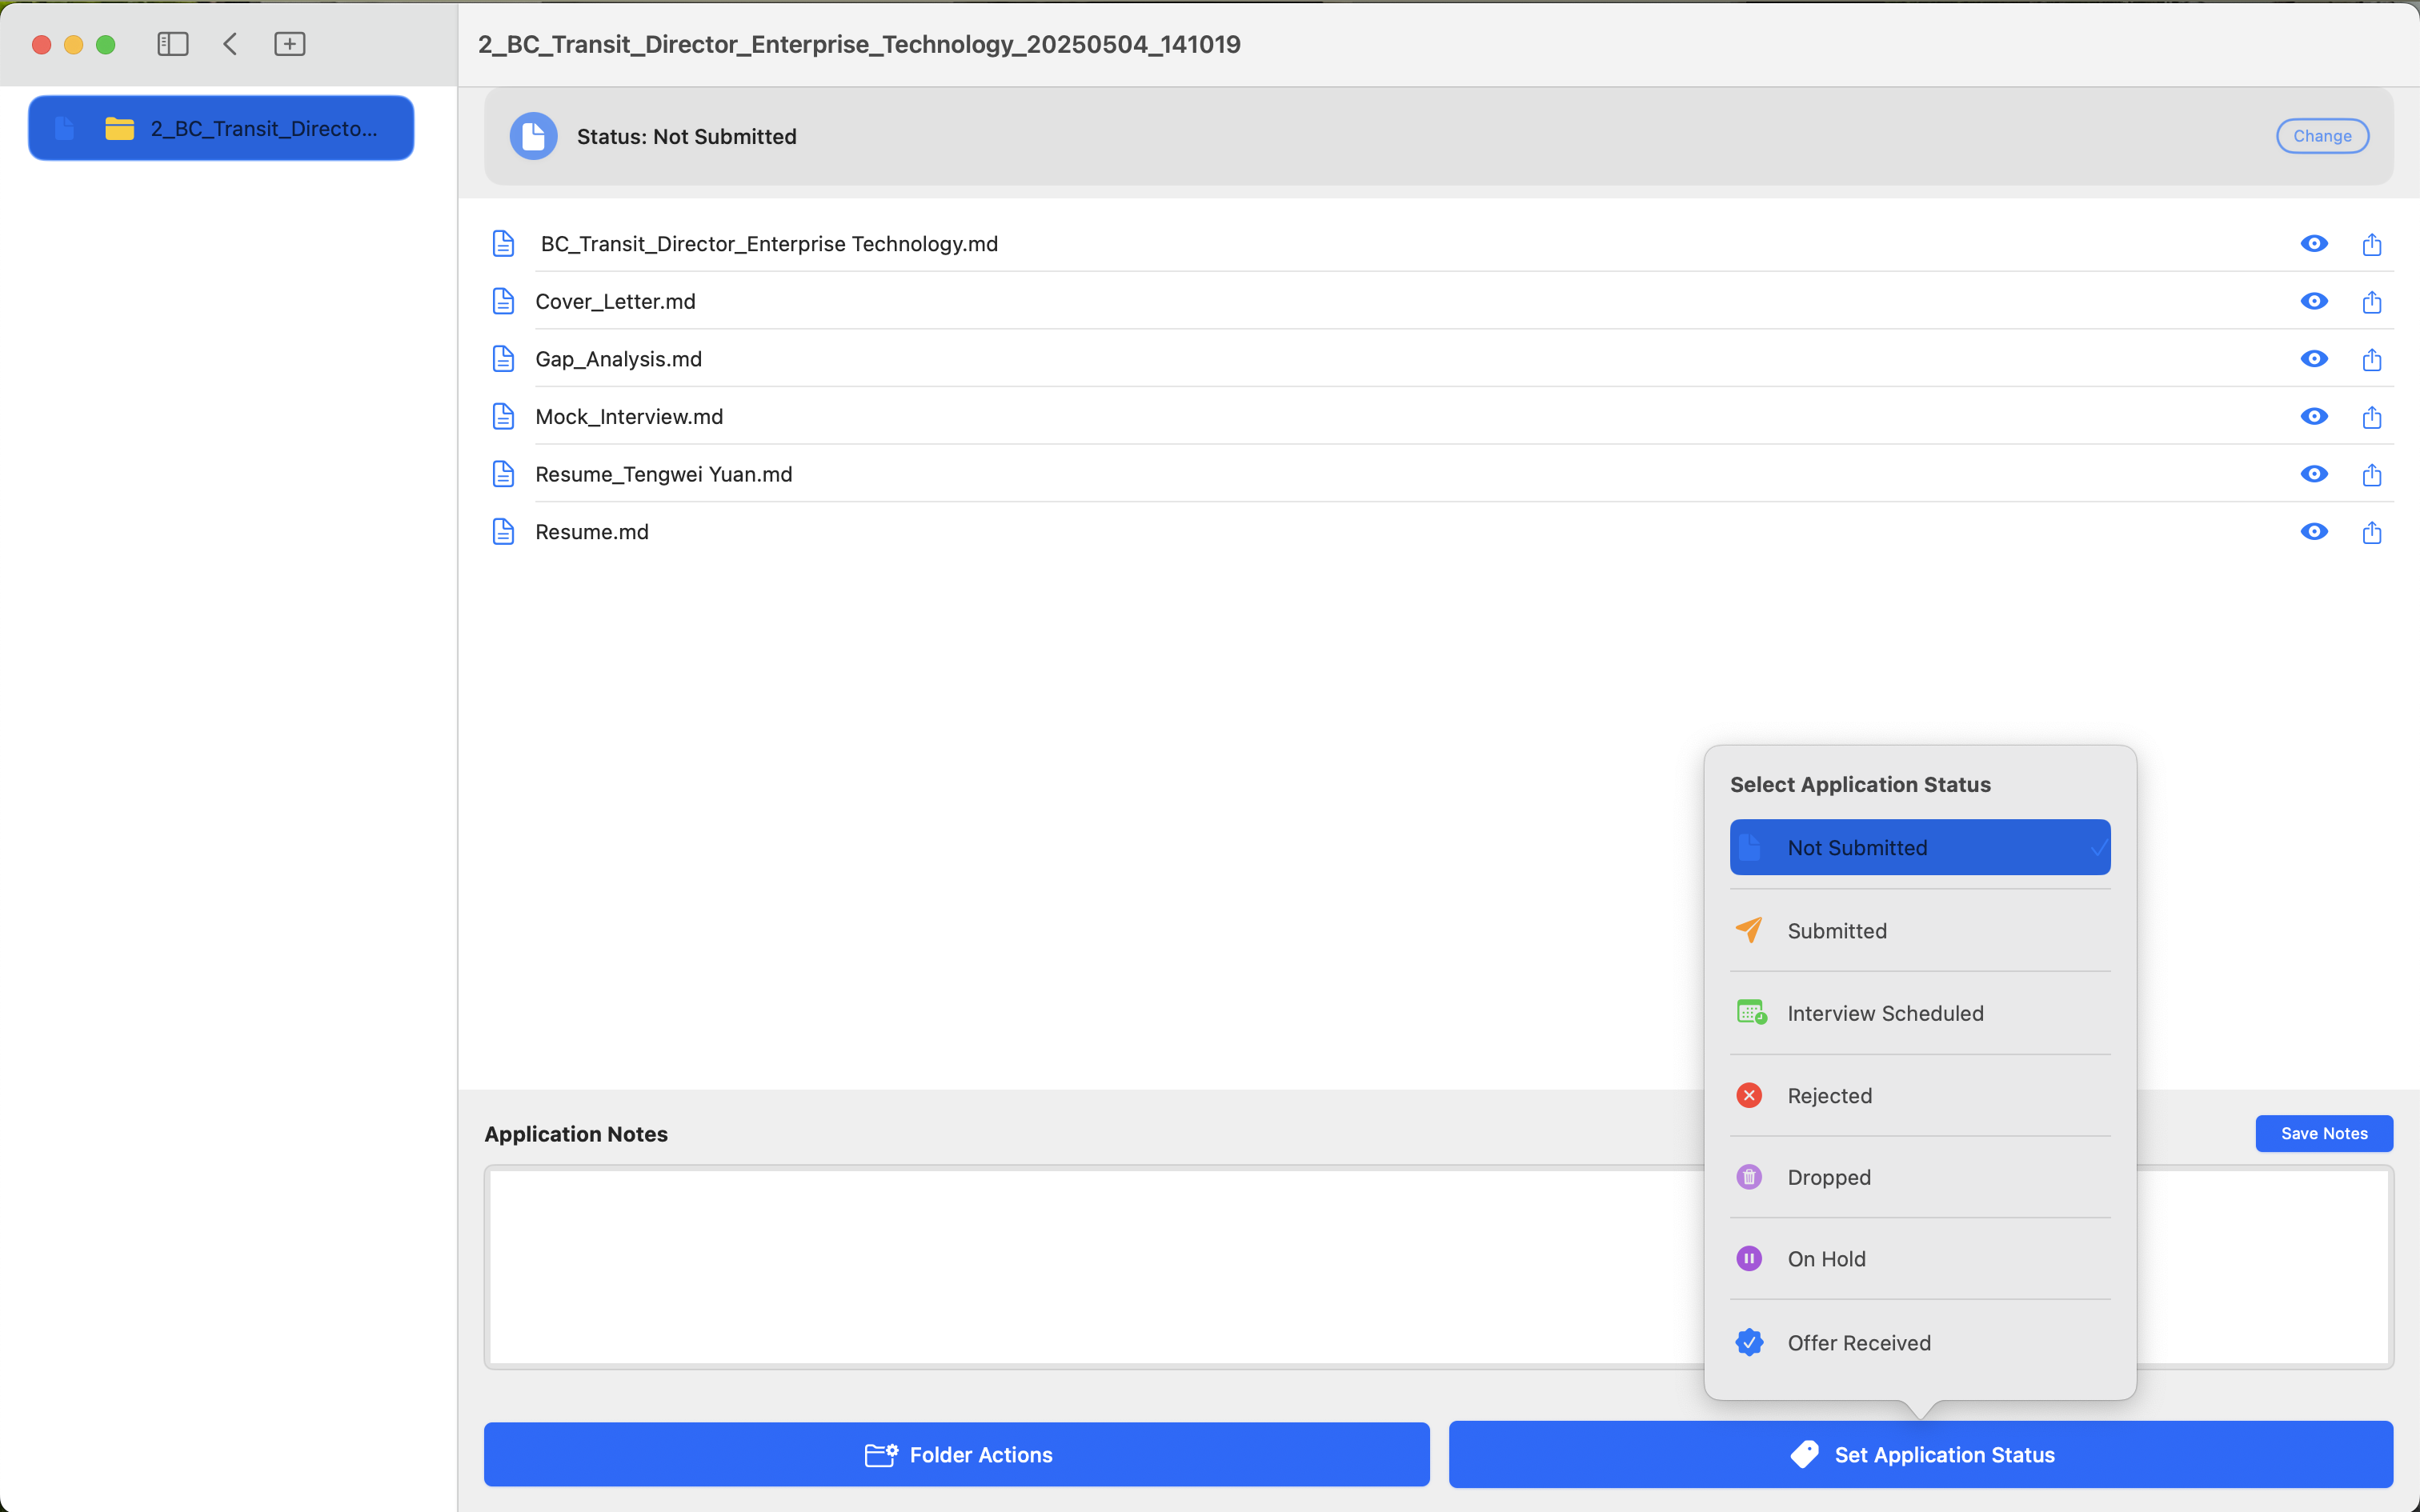 2_BC_Transit_Director_Enterprise_Technology_20250504_141019
2_BC_Transit_Directo...
Status: Not Submitted
Change
BC_Transit_Director_Enterprise Technology.md
Cover_Letter.md
Gap_Analysis.md
Mock_Interview.md
Resume_Tengwei Yuan.md
Resume.md
Select Application Status
Not Submitted
Submitted
Interview Scheduled
Rejected
Dropped
On Hold
Offer Received
Application Notes
Save Notes
Folder Actions
Set Application Status